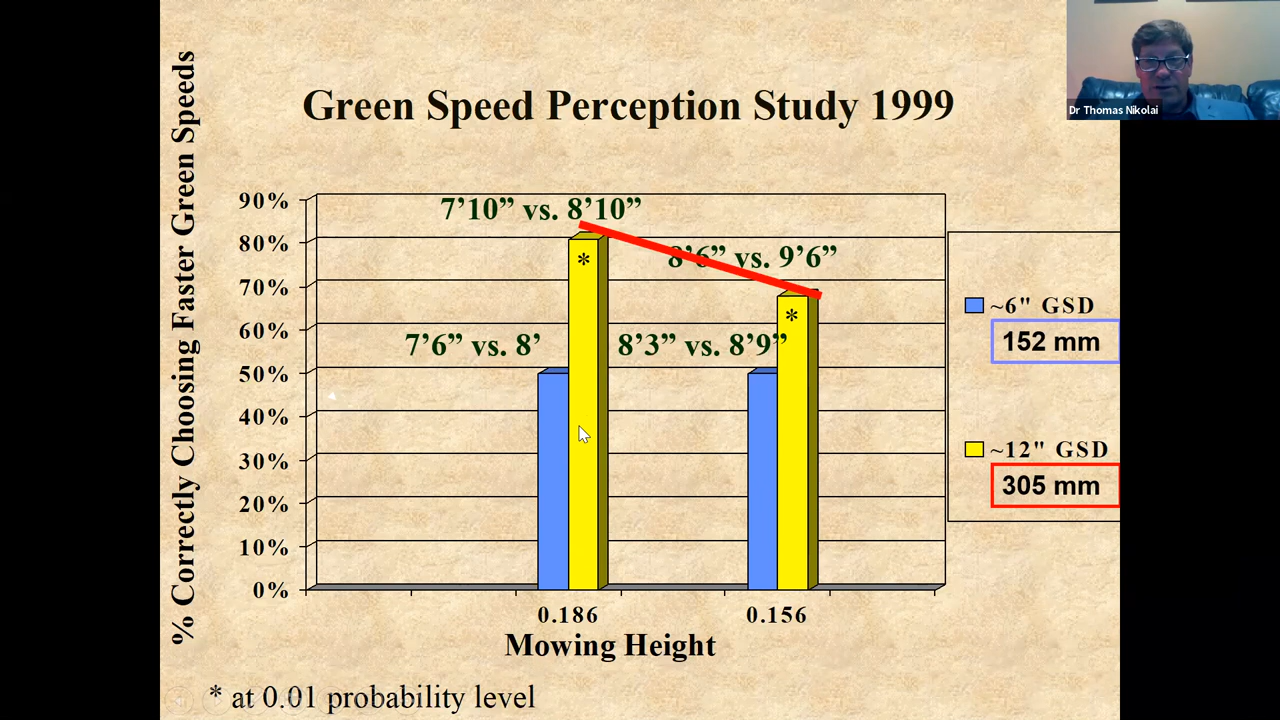 Dr Thomas Nikolai
Green Speed Perception Study 1999
% Correctly Choosing Faster Green Speeds
90%
80%
70%
60%
50%
40%
30%
20%
10%
0%
7’10” vs. 8’10”
8’6” vs. 9’6”
7’6” vs. 8’
8’3” vs. 8’9”
*
*
0.186
0.156
Mowing Height
~6" GSD
152 mm
~12" GSD
305 mm
* at 0.01 probability level